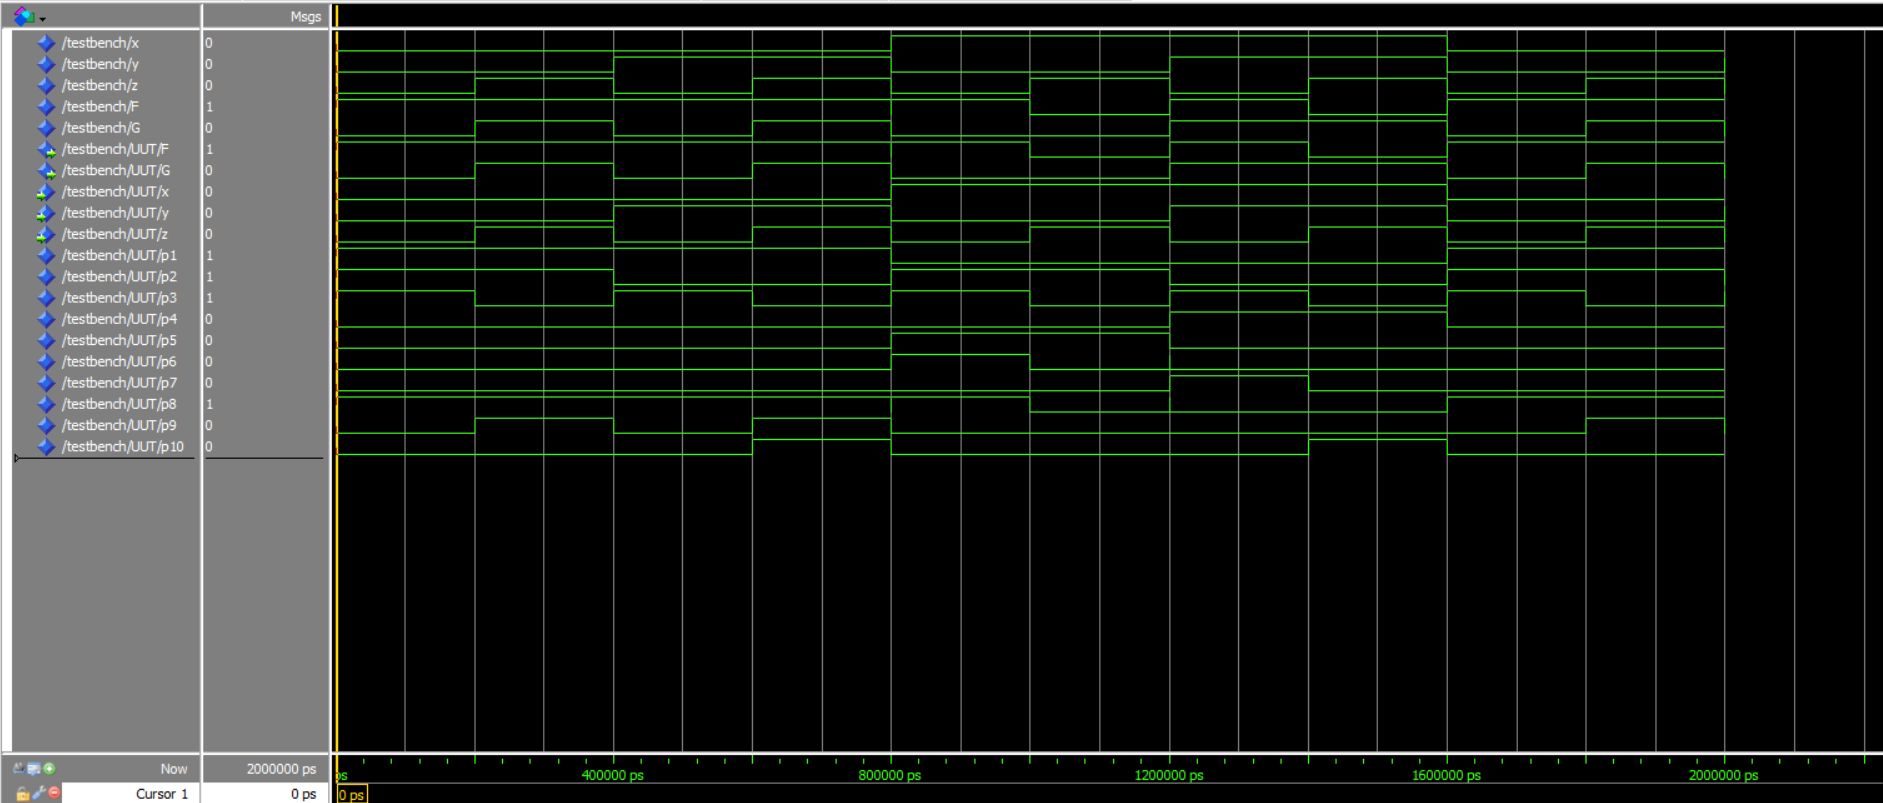 Msgs
/testbench/x 0
/testbench/y 0
/testbench/z 0
/testbench/F 1
/testbench/G 0
/testbench/UUT/F 1
/testbench/UUT/G 0
/testbench/UUT/x 0
/testbench/UUT/y 0
/testbench/UUT/z 0
/testbench/UUT/p1 1
/testbench/UUT/p2 1
/testbench/UUT/p3 1
/testbench/UUT/p4 0
/testbench/UUT/p5 0
/testbench/UUT/p6 0
/testbench/UUT/p7 0
/testbench/UUT/p8 1
/testbench/UUT/p9 0
/testbench/UUT/p10 0
Now 2000000 ps ps 400000 ps 800000 ps 1200000 ps 1600000 ps 2000000 ps
Cursor 1 0 ps 0 ps